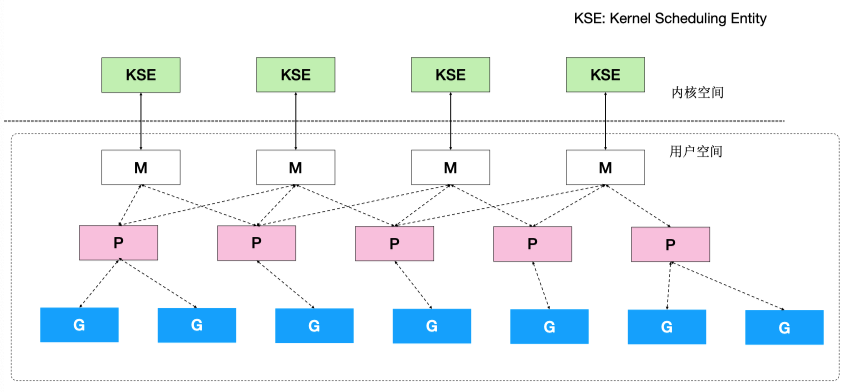 KSE: Kernel Scheduling Entity
KSE KSE KSE KSE
内核空间
用户空间
M M M M
P P P P P
G G G G G G G